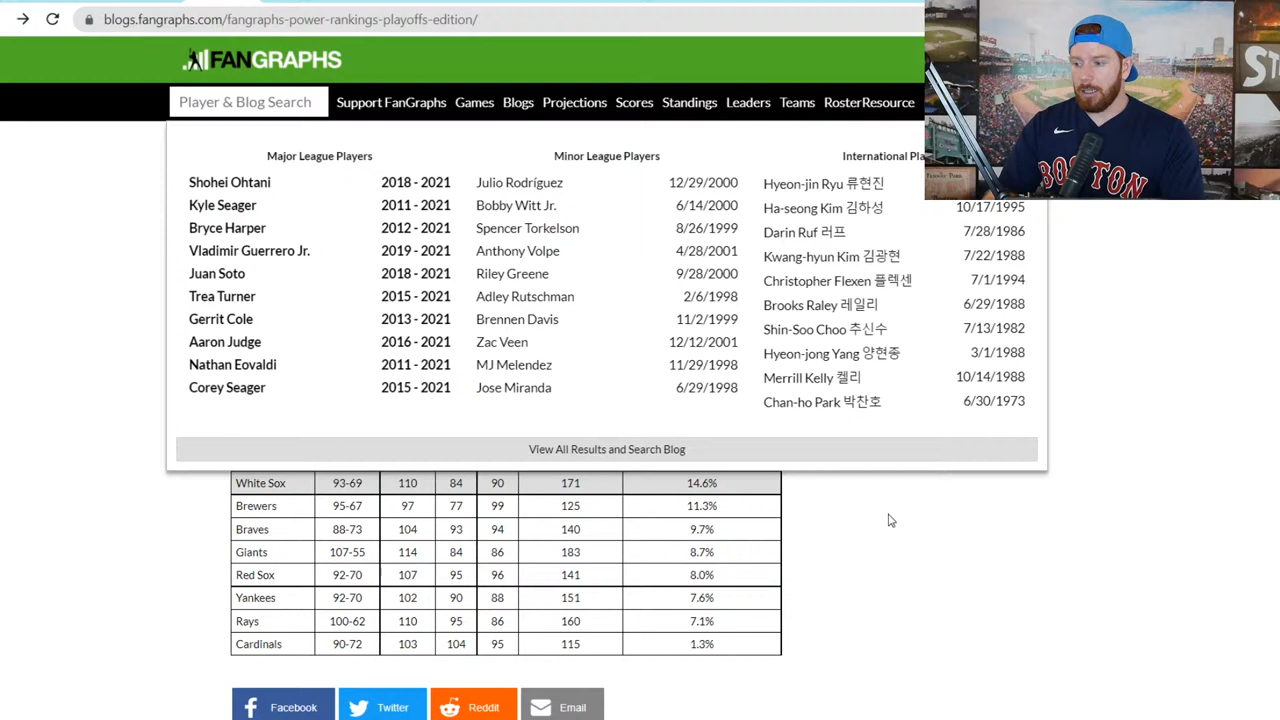 blogs.fangraphs.com/fangraphs-power-rankings-playoffs-edition/
FANGRAPHS
Player & Blog Search Support FanGraphs Games Blogs Projections Scores Standings Leaders Teams RosterResource
Major League Players Minor League Players International Pla
Shohei Ohtani 2018 - 2021 Julio Rodríguez 12/29/2000 Hyeon-jin Ryu 류현진
Kyle Seager 2011 - 2021 Bobby Witt Jr. 6/14/2000 Ha-seong Kim 김하성 10/17/1995
Bryce Harper 2012 - 2021 Spencer Torkelson 8/26/1999 Darin Ruf 러프 7/28/1986
Vladimir Guerrero Jr. 2019 - 2021 Anthony Volpe 4/28/2001 Kwang-hyun Kim 김광현 7/22/1988
Juan Soto 2018 - 2021 Riley Greene 9/28/2000 Christopher Flexen 플렉센 7/1/1994
Trea Turner 2015 - 2021 Adley Rutschman 2/6/1998 Brooks Raley 레일리 6/29/1988
Gerrit Cole 2013 - 2021 Brennen Davis 11/2/1999 Shin-Soo Choo 추신수 7/13/1982
Aaron Judge 2016 - 2021 Zac Veen 12/12/2001 Hyeon-jong Yang 양현종 3/1/1988
Nathan Eovaldi 2011 - 2021 MJ Melendez 11/29/1998 Merrill Kelly 켈리 10/14/1988
Corey Seager 2015 - 2021 Jose Miranda 6/29/1998 Chan-ho Park 박찬호 6/30/1973
View All Results and Search Blog
White Sox 93-69 110 84 90 171 14.6%
Brewers 95-67 97 77 99 125 11.3%
Braves 88-73 104 93 94 140 9.7%
Giants 107-55 114 84 86 183 8.7%
Red Sox 92-70 107 95 96 141 8.0%
Yankees 92-70 102 90 88 151 7.6%
Rays 100-62 110 95 86 160 7.1%
Cardinals 90-72 103 104 95 115 1.3%
Facebook Twitter Reddit Email
BOSTON